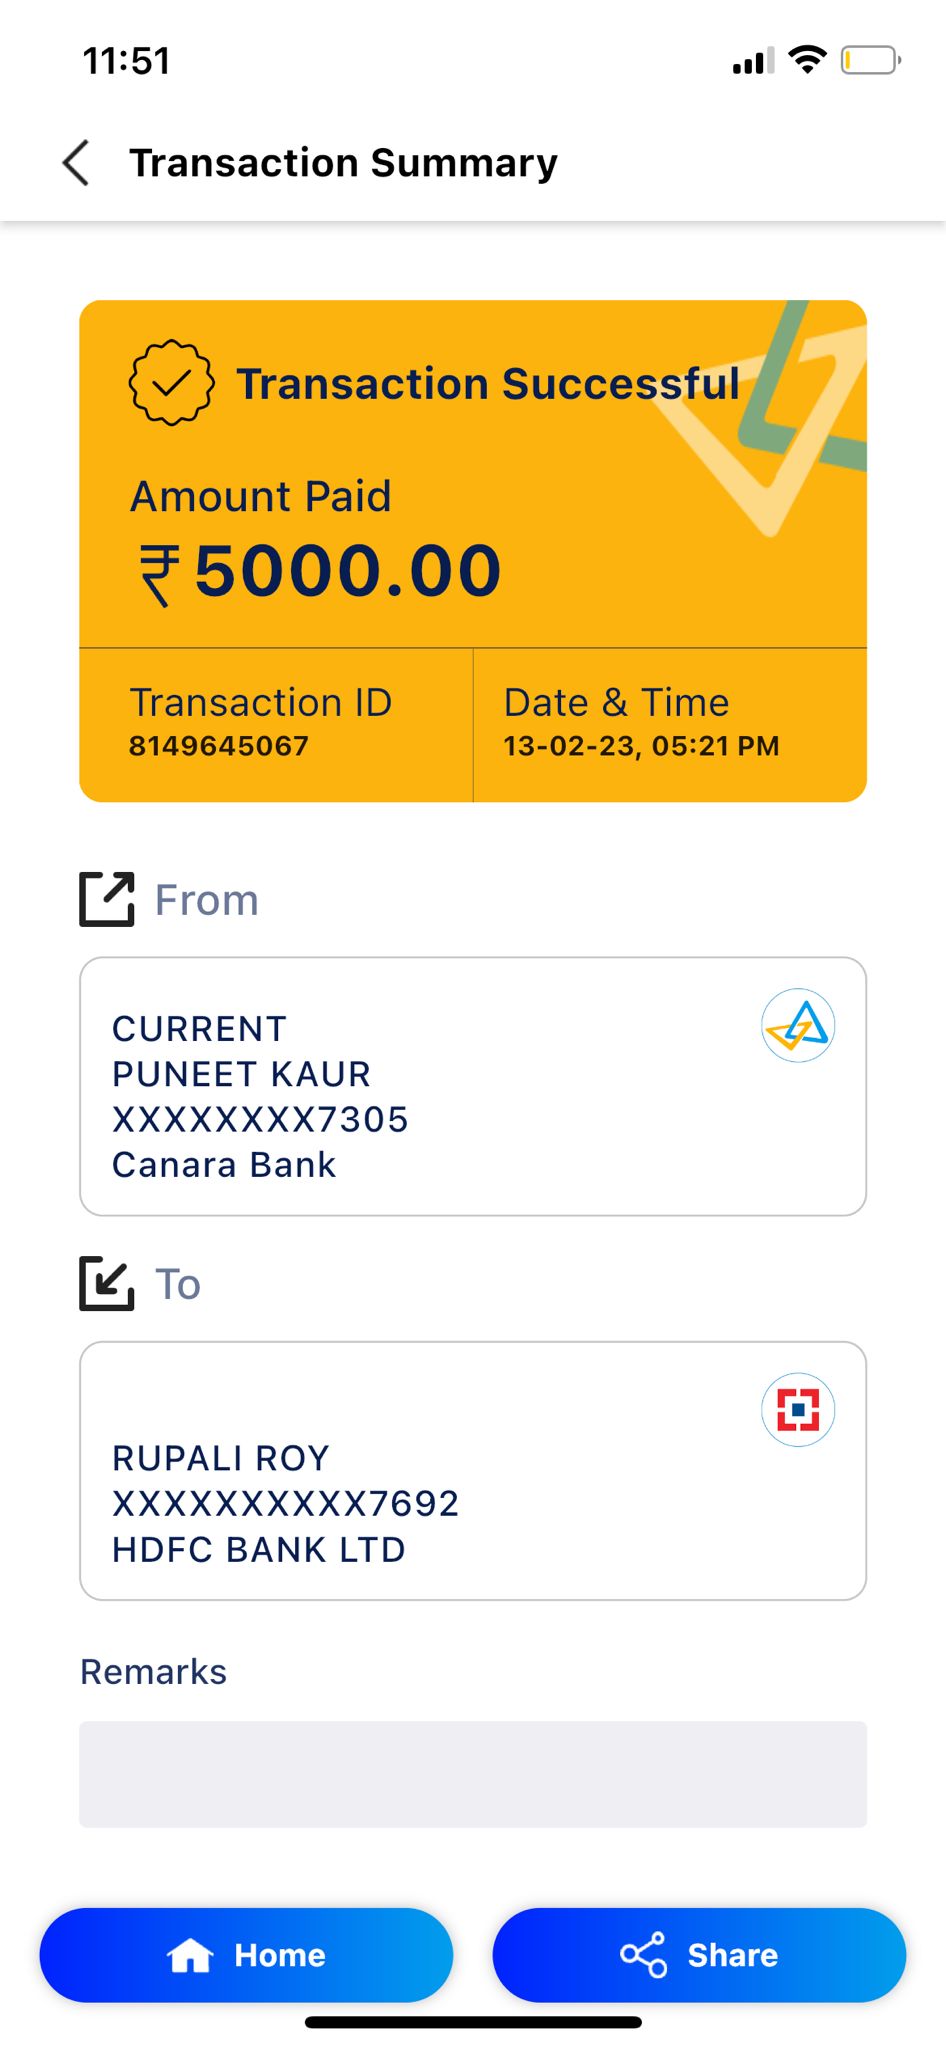 11:51
Transaction Summary
Transaction Successful
Amount Paid
₹5000.00
Transaction ID
8149645067
Date & Time
13-02-23, 05:21 PM
From
CURRENT
PUNEET KAUR
XXXXXXXX7305
Canara Bank
To
RUPALI ROY
XXXXXXXXXX7692
HDFC BANK LTD
Remarks
Home
Share